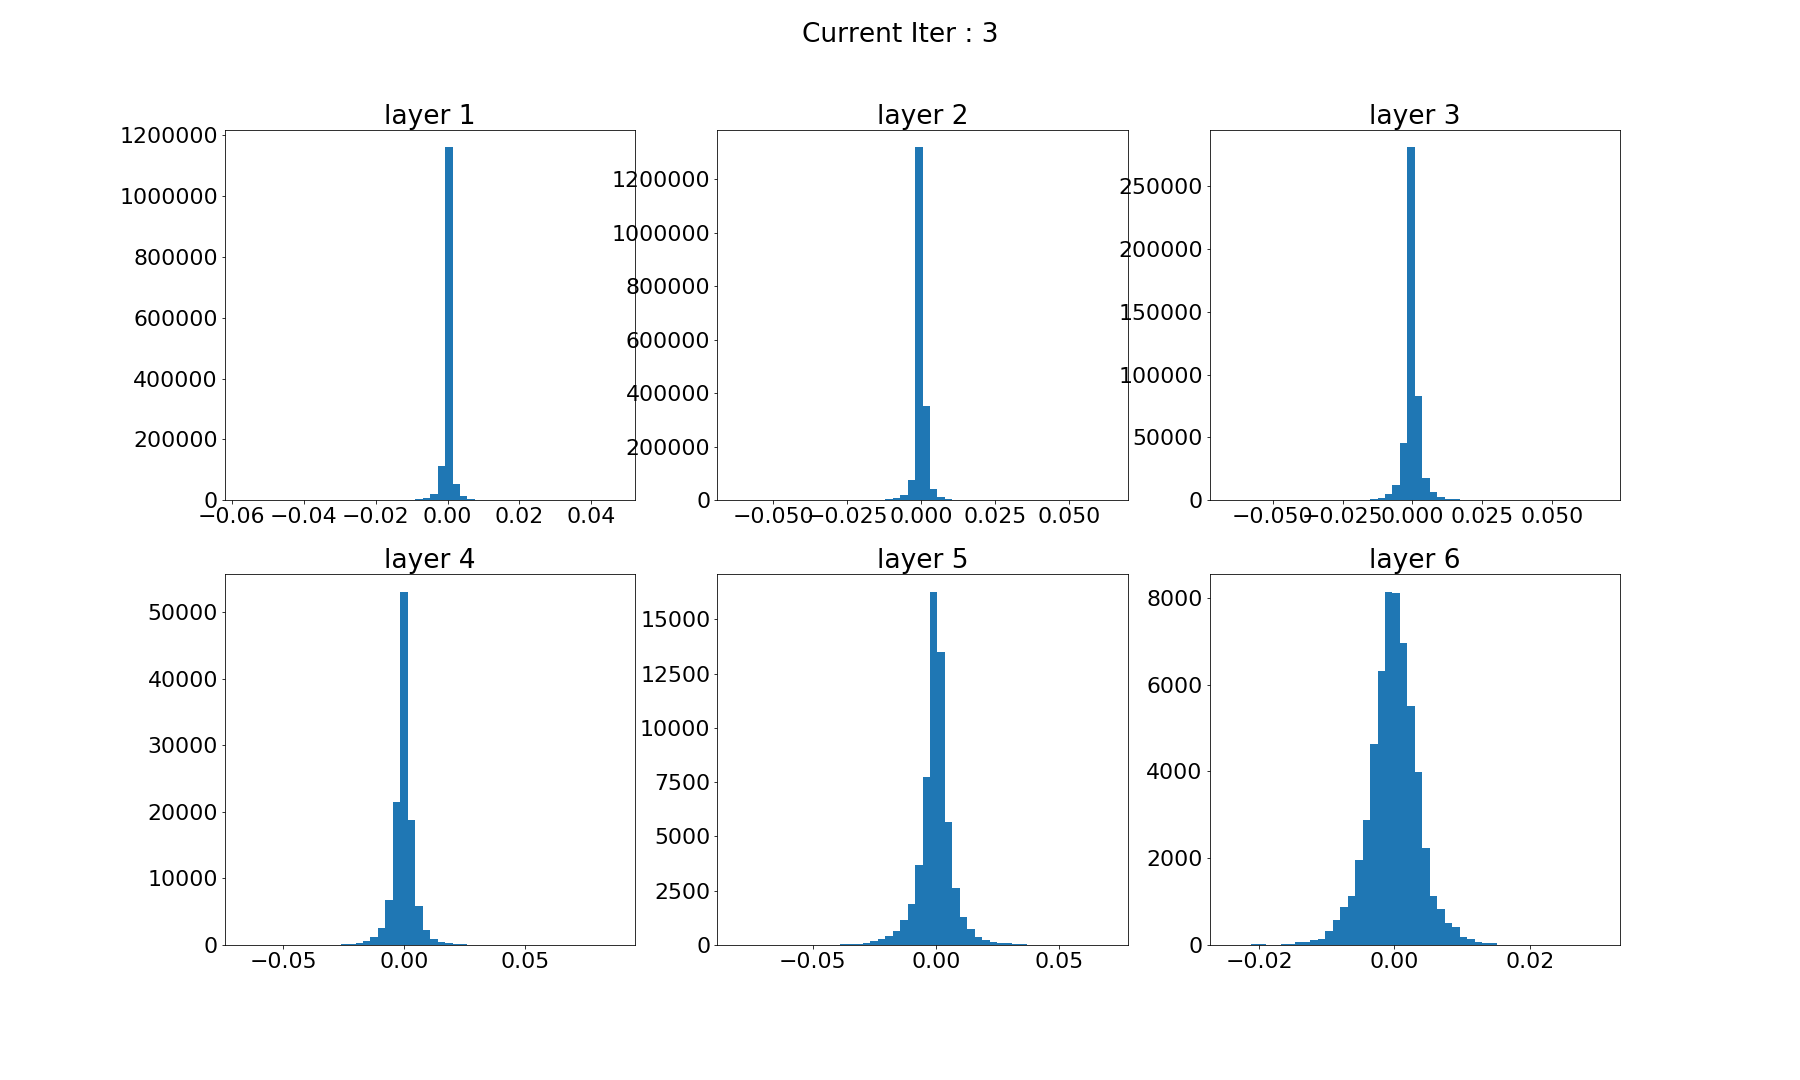 Current Iter : 3
layer 1
1200000
1000000
800000
600000
400000
200000
0
−0.06 −0.04 −0.02 0.00 0.02 0.04
layer 2
1200000
1000000
800000
600000
400000
200000
0
−0.050 −0.025 0.000 0.025 0.050
layer 3
250000
200000
150000
100000
50000
0
−0.050 −0.025 0.000 0.025 0.050
layer 4
50000
40000
30000
20000
10000
0
−0.05 0.00 0.05
layer 5
15000
12500
10000
7500
5000
2500
0
−0.05 0.00 0.05
layer 6
8000
6000
4000
2000
0
−0.02 0.00 0.02